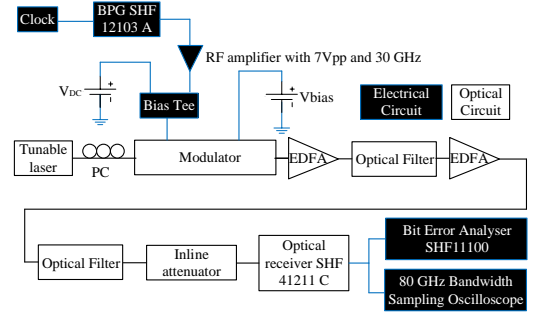 Clock
BPG SHF
12103 A
RF amplifier with 7Vpp and 30 GHz
VDC
+
Bias Tee
+
Vbias
Electrical
Circuit
Optical
Circuit
Tunable
laser
PC
Modulator
EDFA
Optical Filter
EDFA
Optical Filter
Inline
attenuator
Optical
receiver SHF
41211 C
Bit Error Analyser
SHF11100
80 GHz Bandwidth
Sampling Oscilloscope